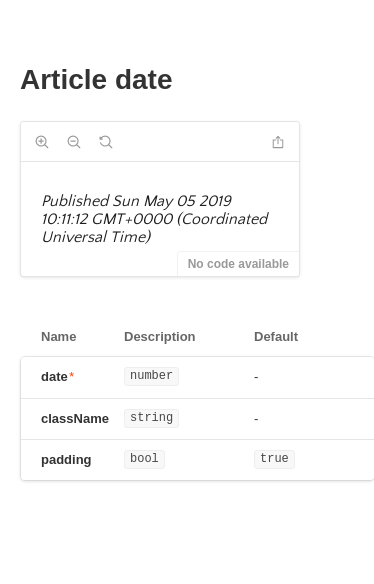 Article date
Published Sun May 05 2019
10:11:12 GMT+0000 (Coordinated
Universal Time)
No code available
Name Description Default
date* number -
className string -
padding bool true